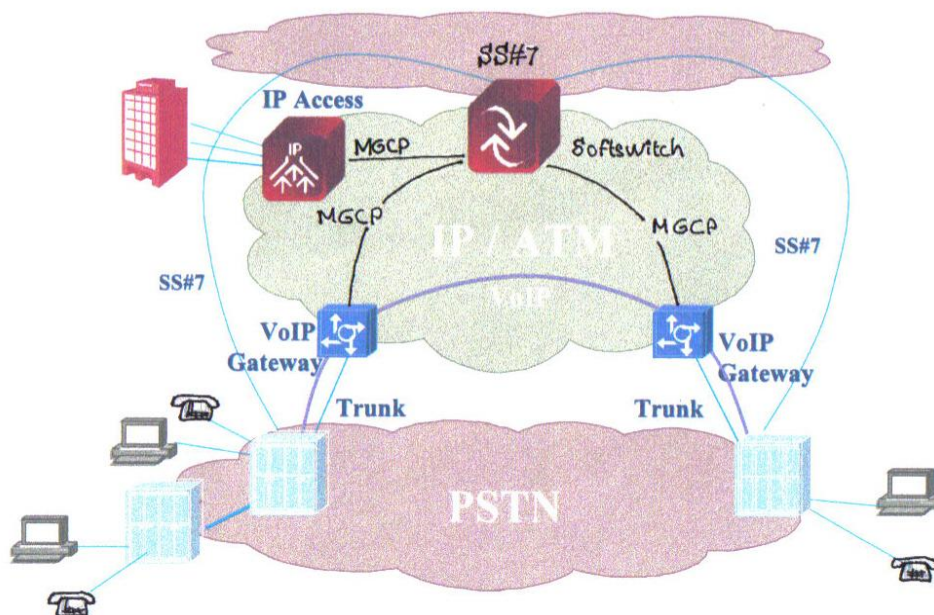 SS#7
IP Access
IP
MGCP
Softswitch
MGCP
MGCP
IP / ATM
SS#7
SS#7
VoIP
VoIP
Gateway
VoIP
Gateway
Trunk
Trunk
PSTN